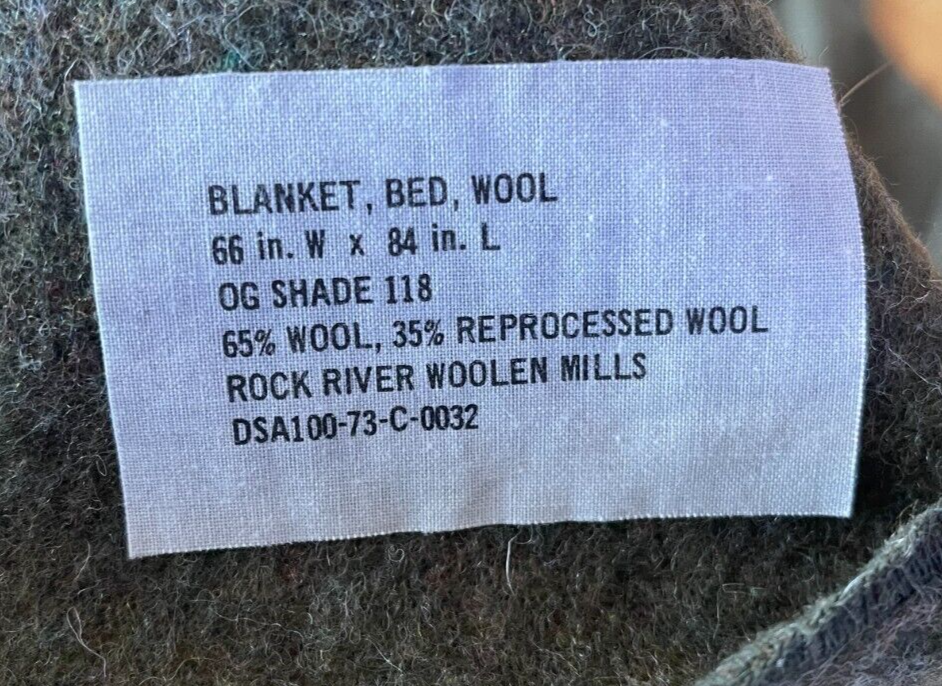 BLANKET, BED, WOOL
66 in. W x 84 in. L
OG SHADE 118
65% WOOL, 35% REPROCESSED WOOL
ROCK RIVER WOOLEN MILLS
DSA100-73-C-0032